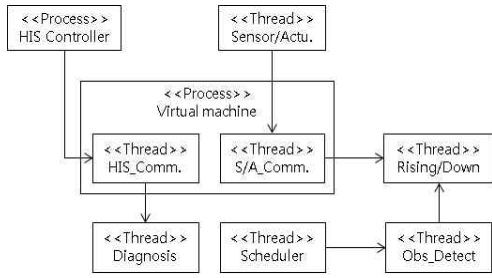 <<Process>>
HIS Controller
<<Thread>>
Sensor/Actu.
<<Process>>
Virtual machine
<<Thread>>
HIS_Comm.
<<Thread>>
S/A_Comm.
<<Thread>>
Rising/Down
<<Thread>>
Diagnosis
<<Thread>>
Scheduler
<<Thread>>
Obs_Detect